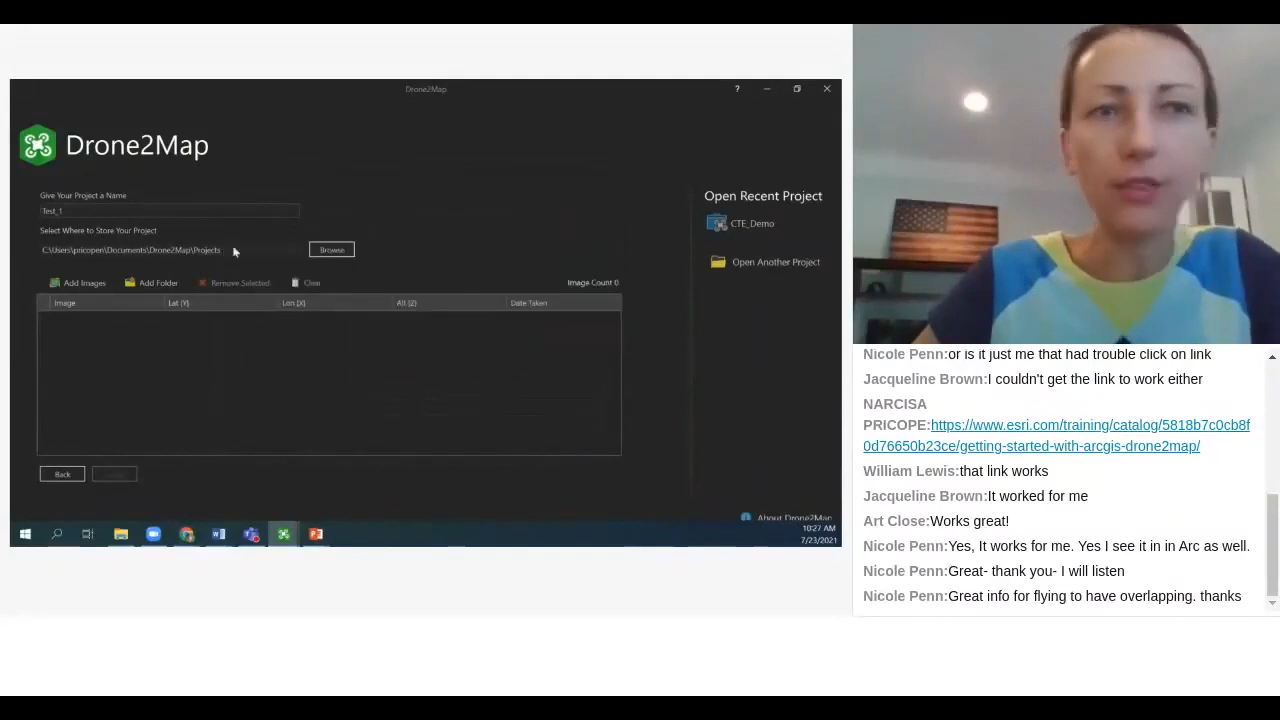 Drone2Map
?
Drone2Map
Give Your Project a Name
Test_1
Select Where to Store Your Project
C:\Users\pricopen\Documents\Drone2Map\Projects
Browse
Add Images
Add Folder
Remove Selected
Clear
Image Count 0
Image
Lat (Y)
Lon (X)
Alt (Z)
Date Taken
Back
Open Recent Project
CTE_Demo
Open Another Project
About Drone2Map
10:27 AM
7/23/2021
Nicole Penn:or is it just me that had trouble click on link
Jacqueline Brown:I couldn't get the link to work either
NARCISA
PRICOPE:https://www.esri.com/training/catalog/5818b7c0cb8f
0d76650b23ce/getting-started-with-arcgis-drone2map/
William Lewis:that link works
Jacqueline Brown:It worked for me
Art Close:Works great!
Nicole Penn:Yes, It works for me. Yes I see it in in Arc as well.
Nicole Penn:Great- thank you- I will listen
Nicole Penn:Great info for flying to have overlapping. thanks